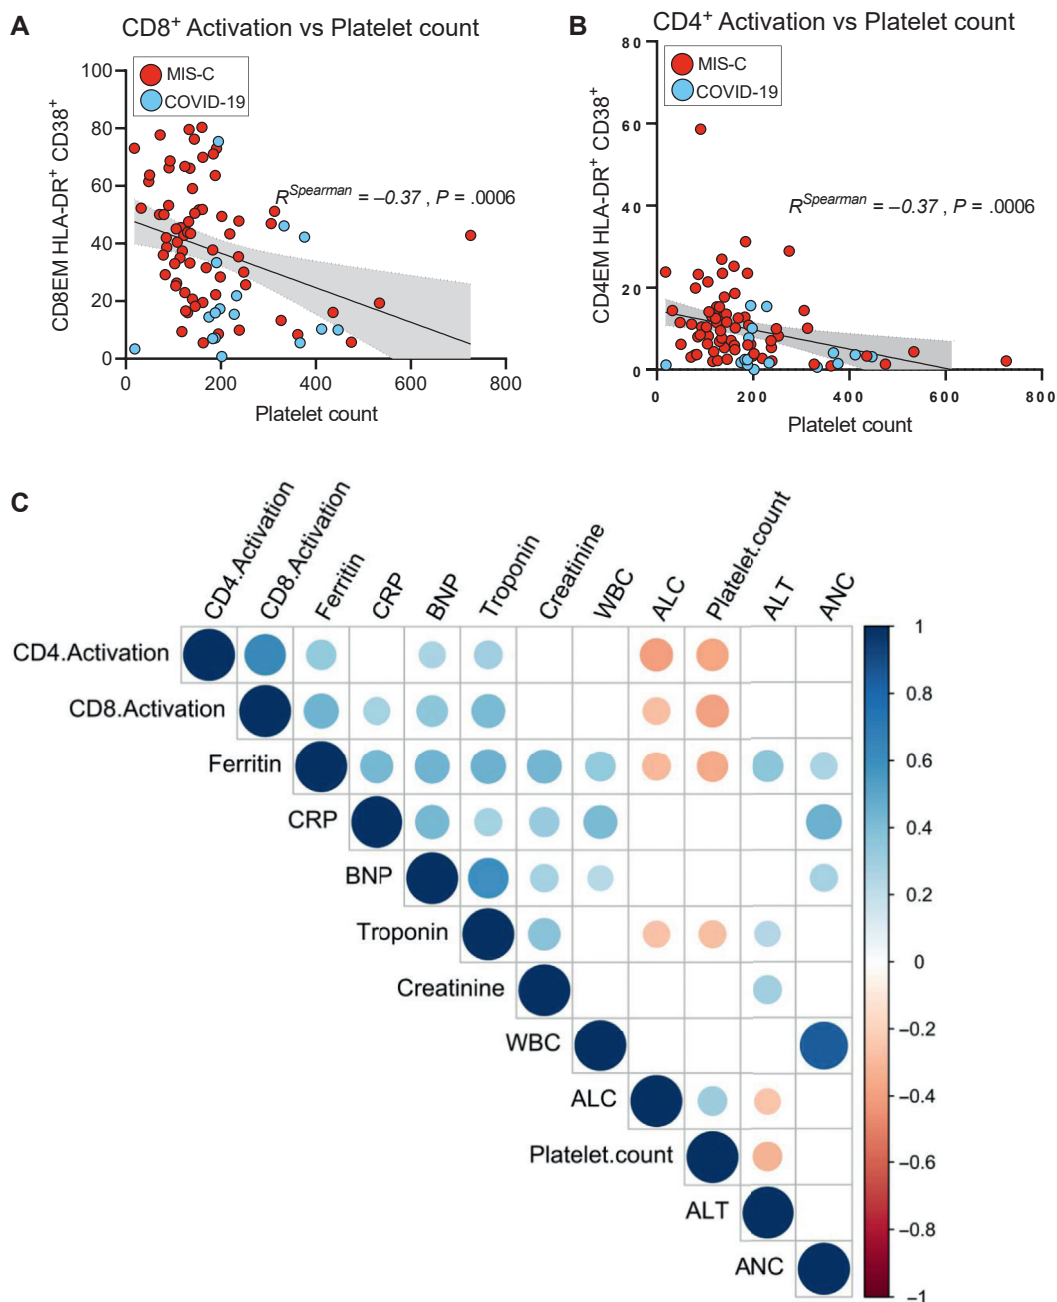 A
CD8+ Activation vs Platelet count
MIS-C
COVID-19
R^Spearman = –0.37 , P = .0006
CD8EM HLA-DR+ CD38+
100
80
60
40
20
0
0 200 400 600 800
Platelet count
B
CD4+ Activation vs Platelet count
MIS-C
COVID-19
R^Spearman = –0.37 , P = .0006
CD4EM HLA-DR+ CD38+
80
60
40
20
0
0 200 400 600 800
Platelet count
C
CD4.Activation
CD8.Activation
Ferritin
CRP
BNP
Troponin
Creatinine
WBC
ALC
Platelet.count
ALT
ANC
CD4.Activation
CD8.Activation
Ferritin
CRP
BNP
Troponin
Creatinine
WBC
ALC
Platelet.count
ALT
ANC
1
0.8
0.6
0.4
0.2
0
–0.2
–0.4
–0.6
–0.8
–1